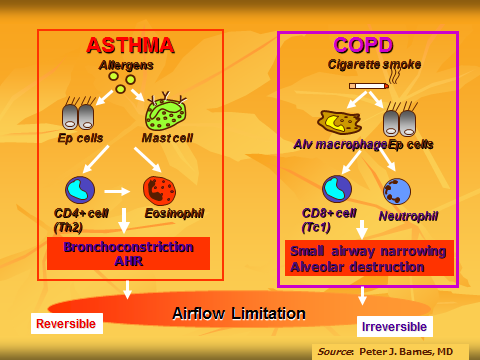 ASTHMA
Allergens
Ep cells
Mast cell
CD4+ cell
(Th2)
Eosinophil
Bronchoconstriction
AHR
COPD
Cigarette smoke
Alv macrophage
Ep cells
CD8+ cell
(Tc1)
Neutrophil
Small airway narrowing
Alveolar destruction
Airflow Limitation
Reversible
Irreversible
Source: Peter J. Barnes, MD